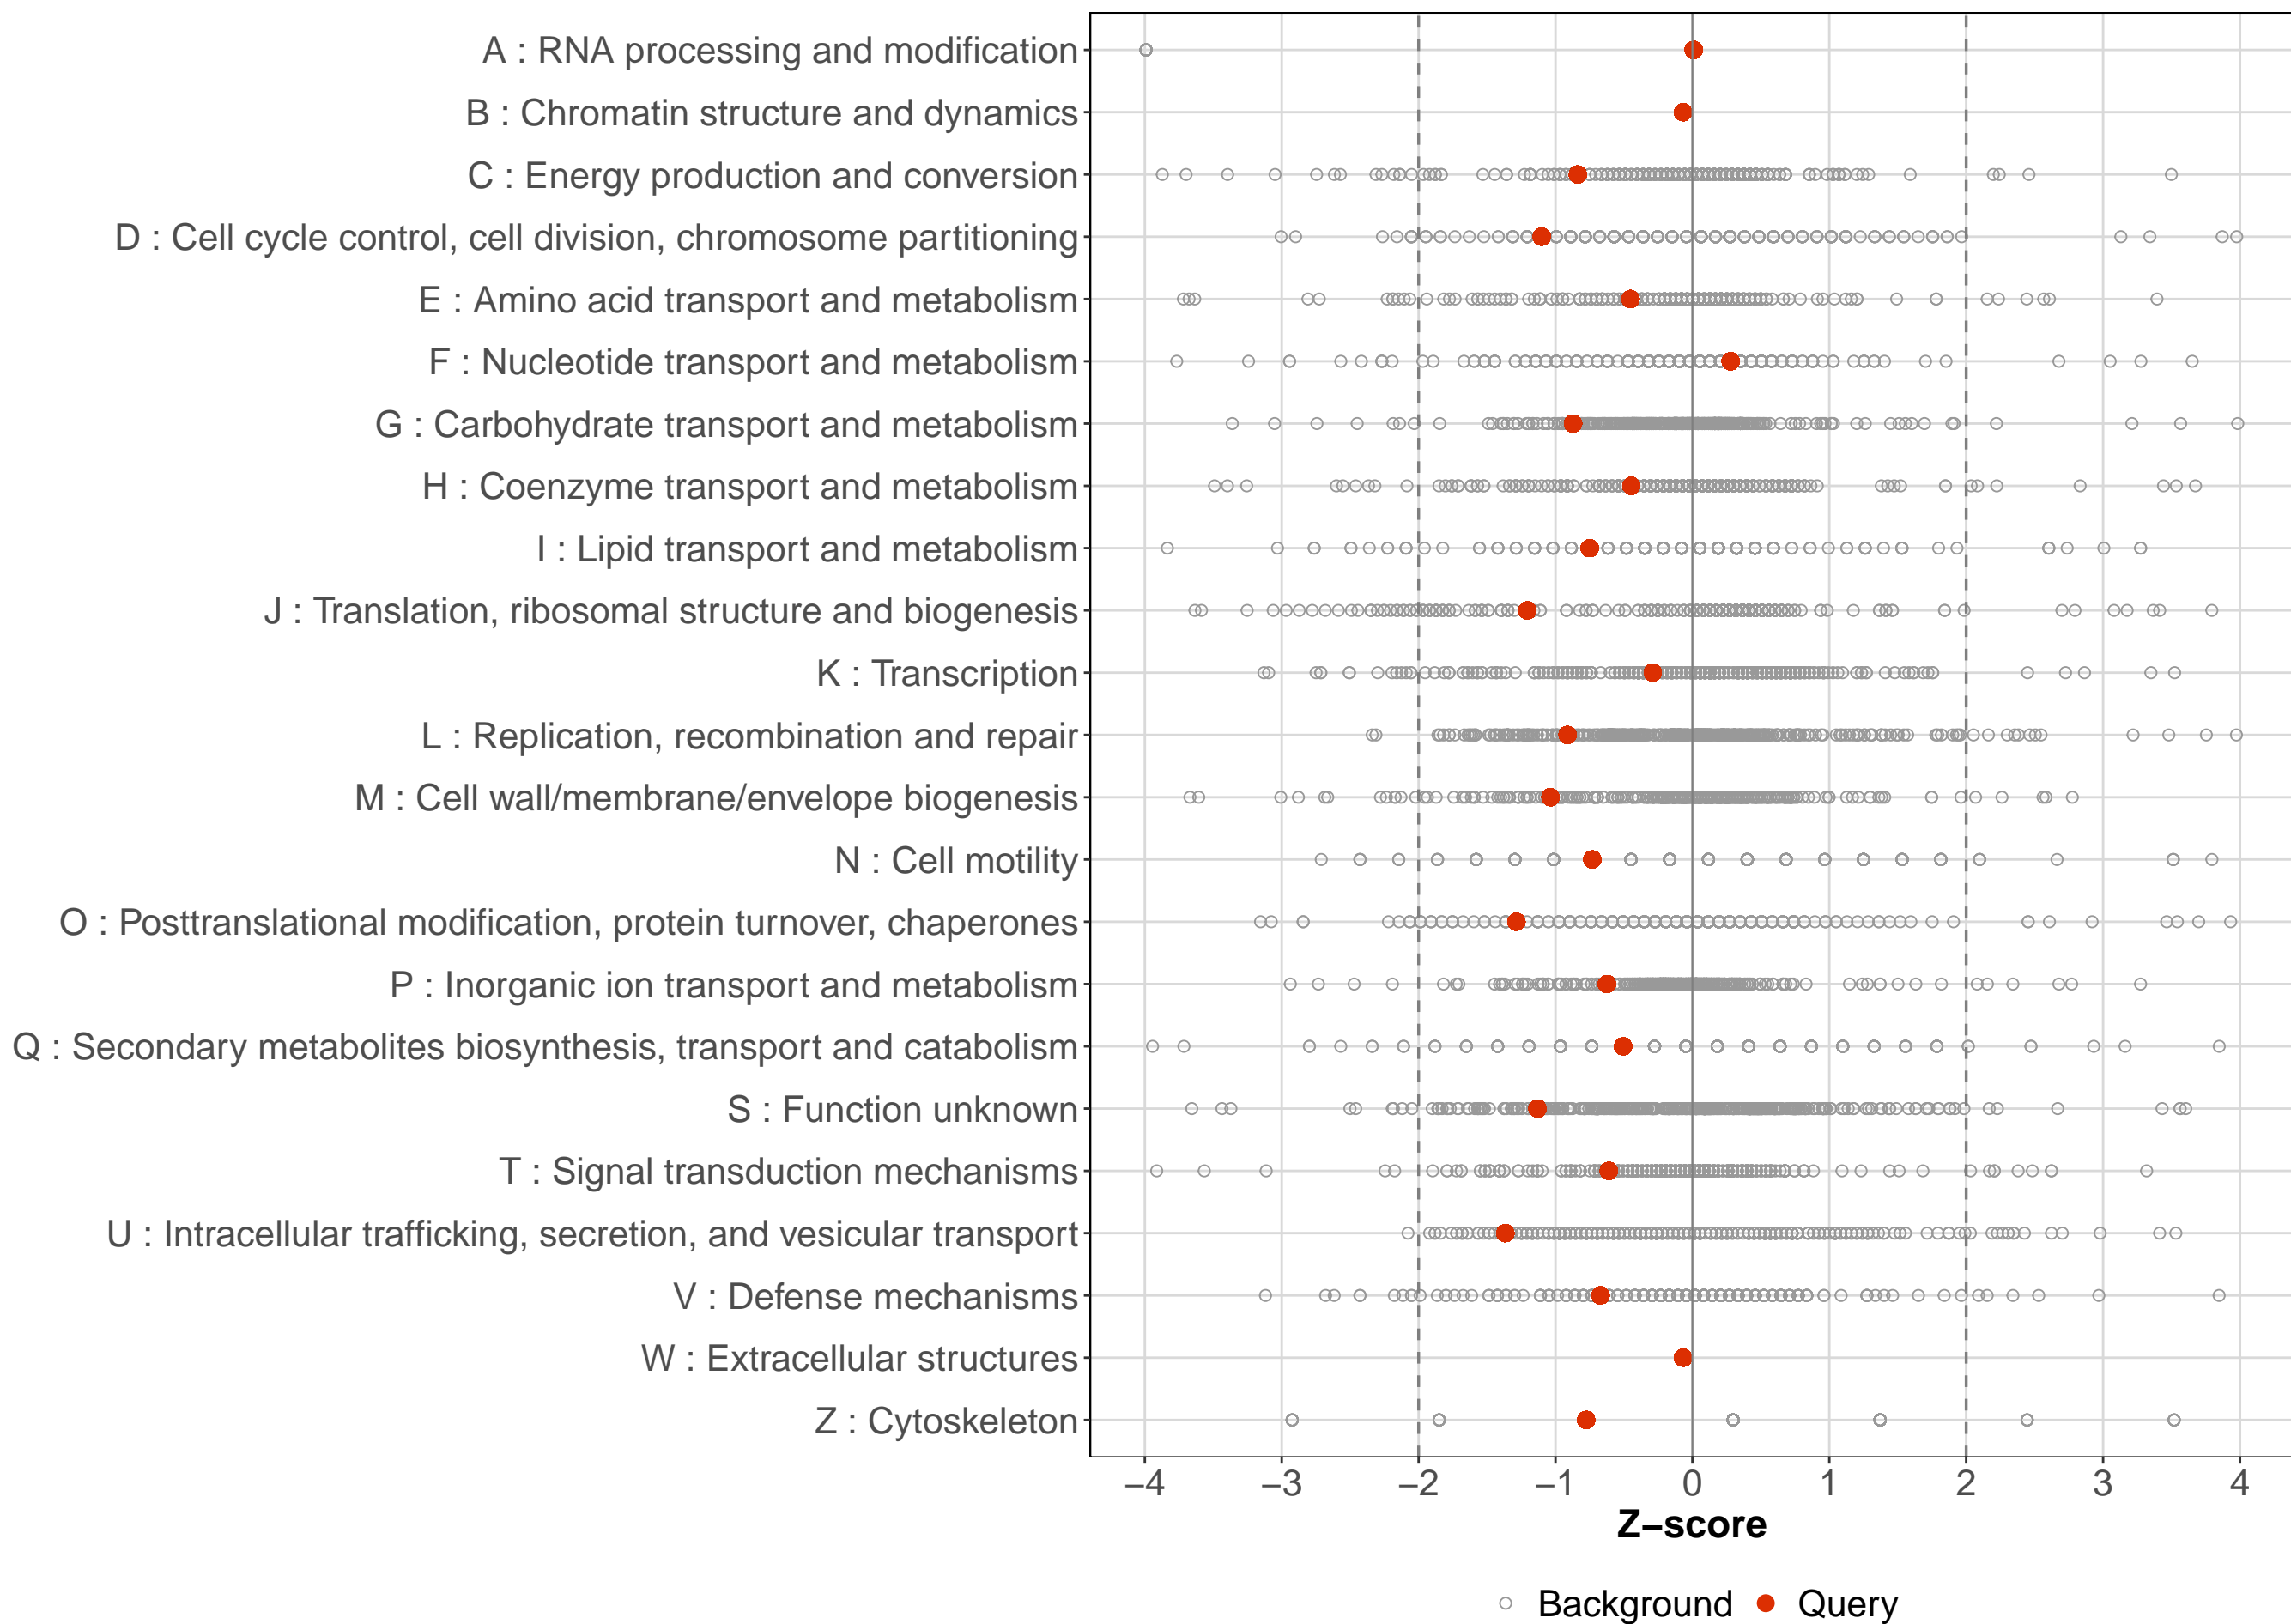 A : RNA processing and modification
B : Chromatin structure and dynamics
C : Energy production and conversion
D : Cell cycle control, cell division, chromosome partitioning
E : Amino acid transport and metabolism
F : Nucleotide transport and metabolism
G : Carbohydrate transport and metabolism
H : Coenzyme transport and metabolism
I : Lipid transport and metabolism
J : Translation, ribosomal structure and biogenesis
K : Transcription
L : Replication, recombination and repair
M : Cell wall/membrane/envelope biogenesis
N : Cell motility
O : Posttranslational modification, protein turnover, chaperones
P : Inorganic ion transport and metabolism
Q : Secondary metabolites biosynthesis, transport and catabolism
S : Function unknown
T : Signal transduction mechanisms
U : Intracellular trafficking, secretion, and vesicular transport
V : Defense mechanisms
W : Extracellular structures
Z : Cytoskeleton
−4 −3 −2 −1 0 1 2 3 4
Z−score
Background Query